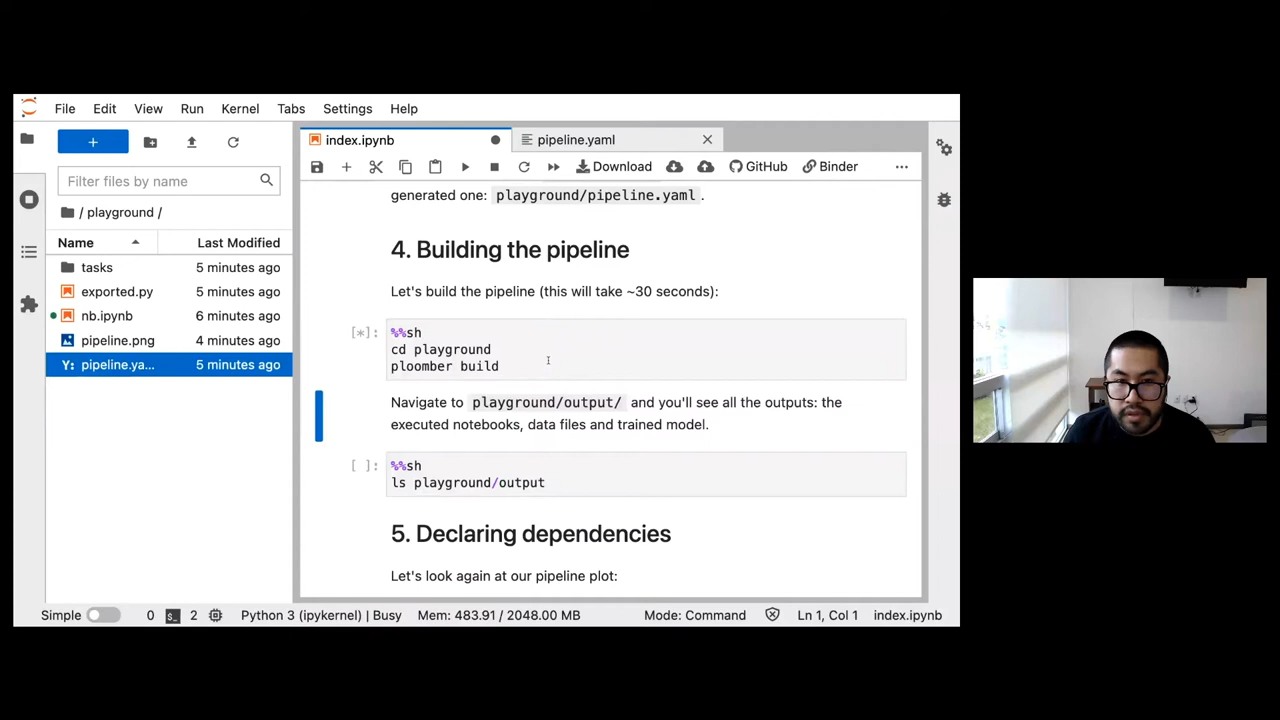 File Edit View Run Kernel Tabs Settings Help
index.ipynb
pipeline.yaml
Download GitHub Binder
Filter files by name
/ playground /
Name Last Modified
tasks 5 minutes ago
exported.py 5 minutes ago
nb.ipynb 6 minutes ago
pipeline.png 4 minutes ago
Y: pipeline.ya... 5 minutes ago
generated one: playground/pipeline.yaml .
4. Building the pipeline
Let's build the pipeline (this will take ~30 seconds):
[*]: %%sh
cd playground
ploomber build
Navigate to playground/output/ and you'll see all the outputs: the
executed notebooks, data files and trained model.
[ ]: %%sh
ls playground/output
5. Declaring dependencies
Let's look again at our pipeline plot:
Simple 0 2 Python 3 (ipykernel) | Busy Mem: 483.91 / 2048.00 MB Mode: Command Ln 1, Col 1 index.ipynb